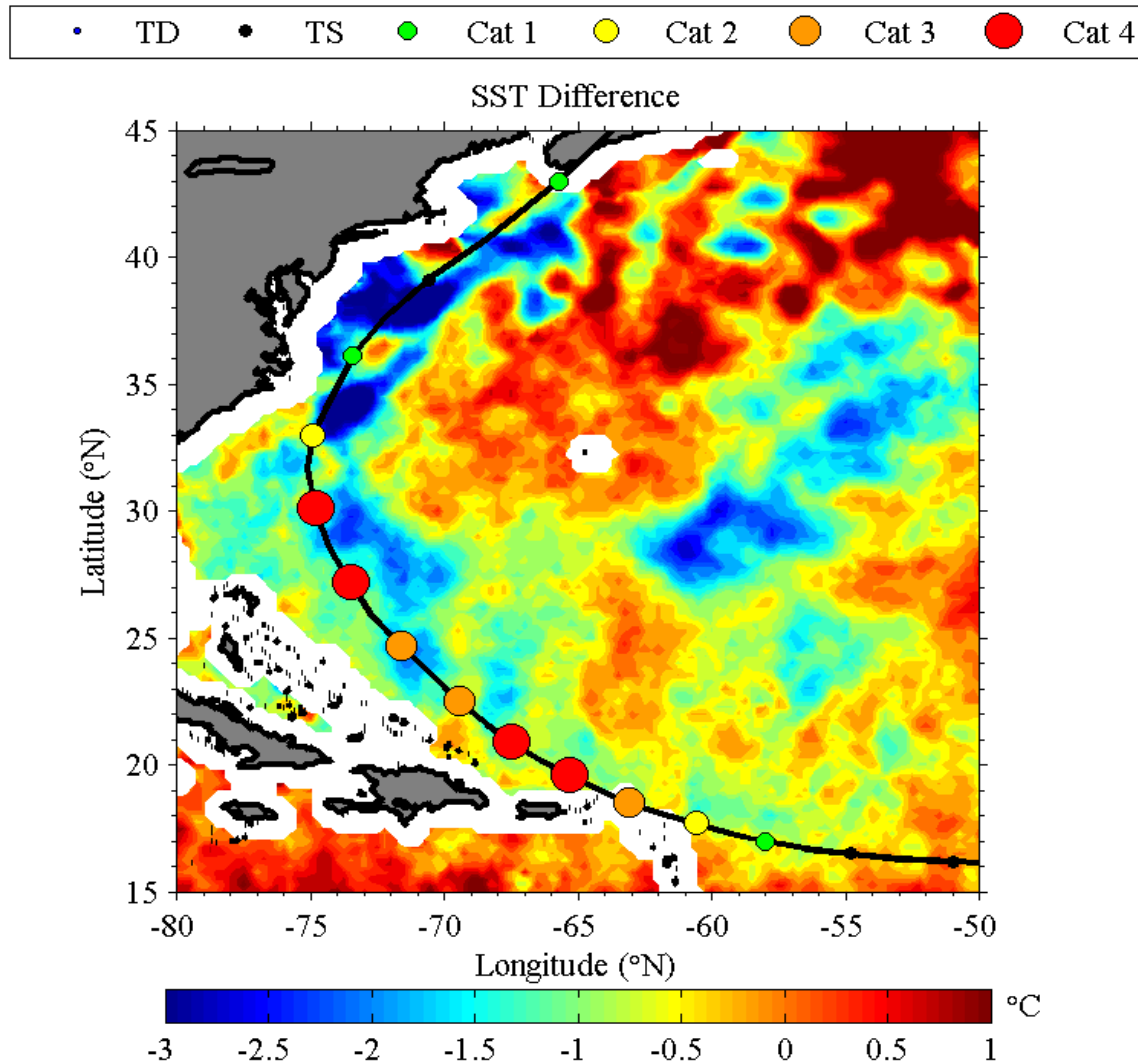 TD TS Cat 1 Cat 2 Cat 3 Cat 4
SST Difference
45
40
35
30
25
20
15
Latitude (°N)
-80 -75 -70 -65 -60 -55 -50
Longitude (°N)
°C
-3 -2.5 -2 -1.5 -1 -0.5 0 0.5 1